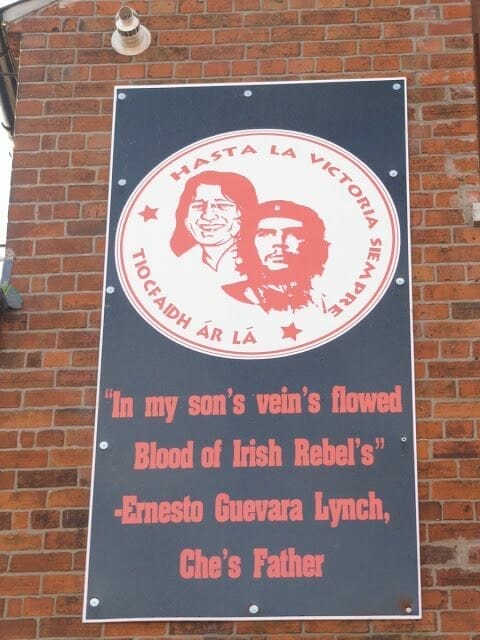 HASTA LA VICTORIA SIEMPRE
TIOCFAIDH ÁR LÁ
"In my son's vein's flowed
Blood of Irish Rebel's"
-Ernesto Guevara Lynch,
Che's Father